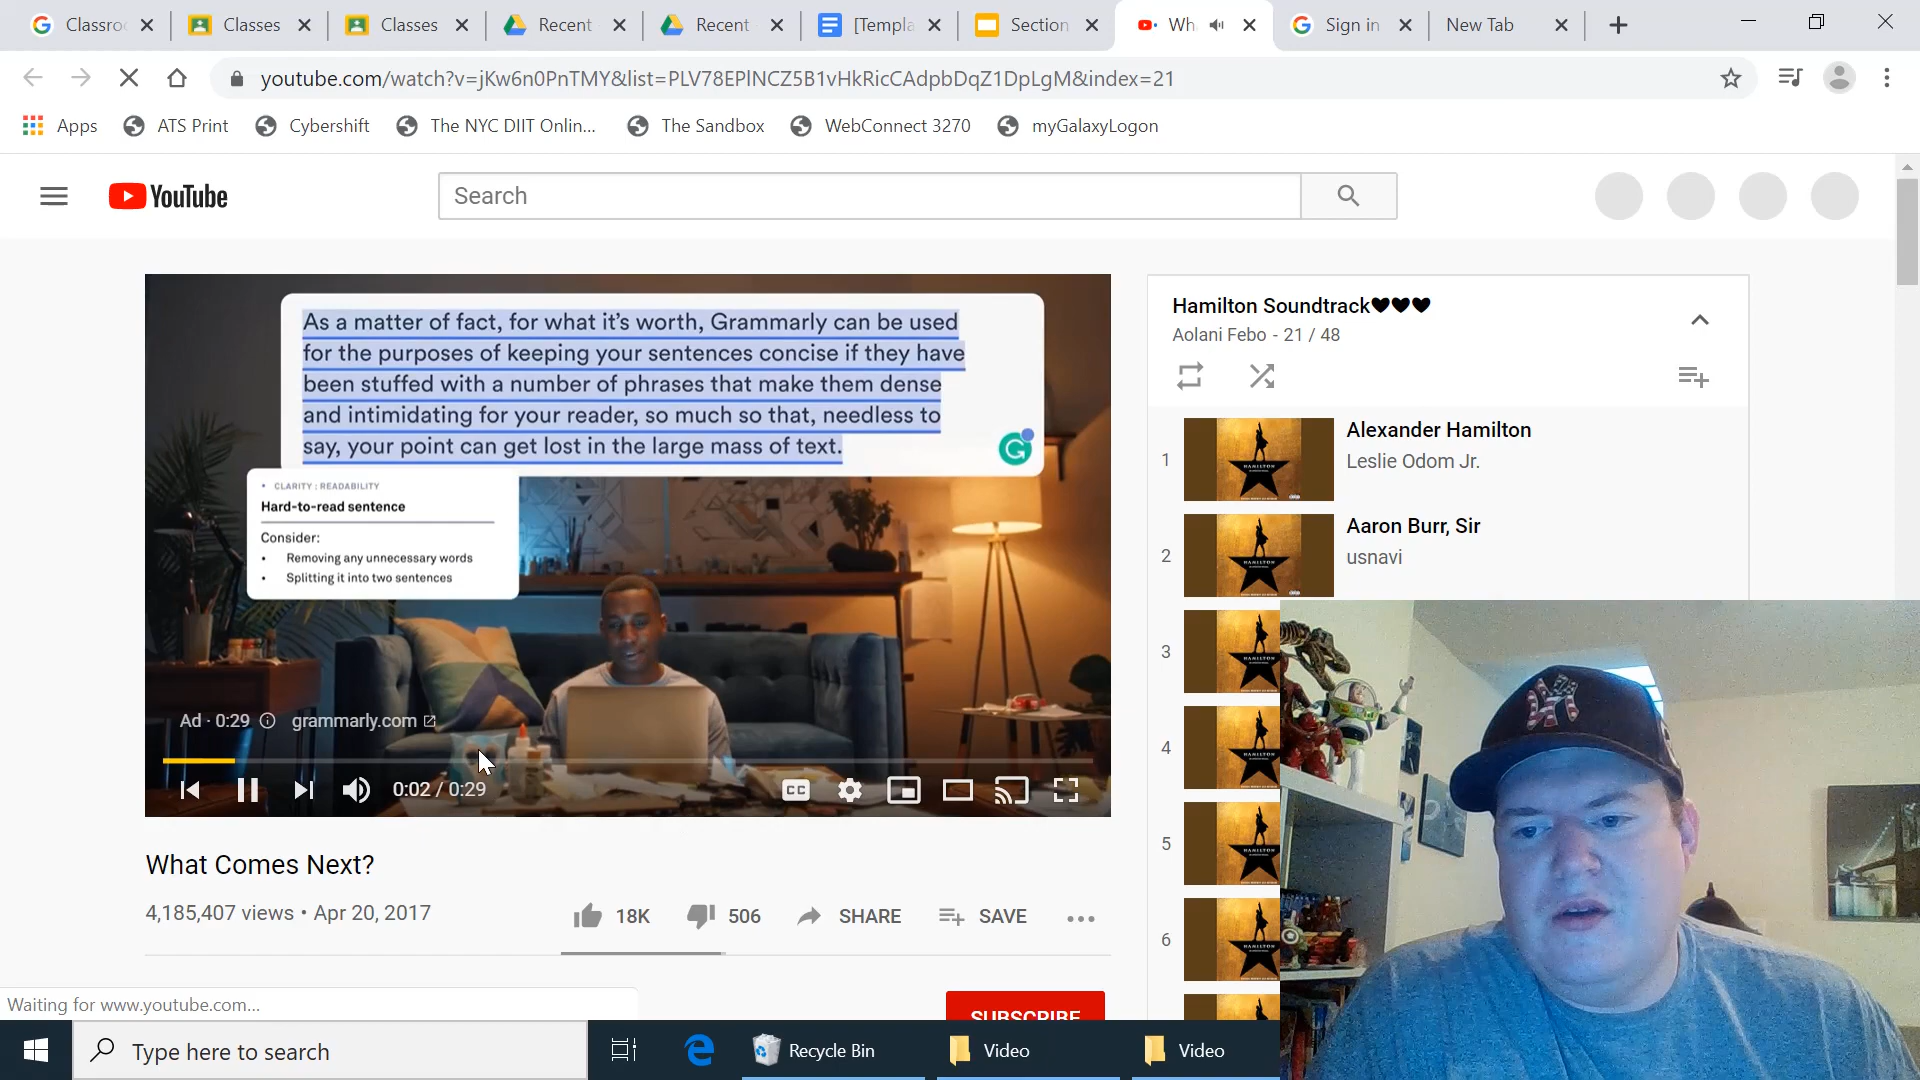 Classro
Classes
Classes
Recent
Recent
[Templa
Section
Wh
Sign in
New Tab
youtube.com/watch?v=jKw6n0PnTMY&list=PLV78EPlNCZ5B1vHkRicCAdpbDqZ1DpLgM&index=21
Apps
ATS Print
Cybershift
The NYC DIIT Onlin...
The Sandbox
WebConnect 3270
myGalaxyLogon
YouTube
Search
As a matter of fact, for what it's worth, Grammarly can be used
for the purposes of keeping your sentences concise if they have
been stuffed with a number of phrases that make them dense
and intimidating for your reader, so much so that, needless to
say, your point can get lost in the large mass of text.
• CLARITY : READABILITY
Hard-to-read sentence
Consider:
• Removing any unnecessary words
• Splitting it into two sentences
Ad · 0:29
grammarly.com
0:02 / 0:29
CC
What Comes Next?
4,185,407 views • Apr 20, 2017
18K
506
SHARE
SAVE
SUBSCRIBE
Hamilton Soundtrack♥♥♥
Aolani Febo - 21 / 48
1
HAMILTON
Alexander Hamilton
Leslie Odom Jr.
2
HAMILTON
Aaron Burr, Sir
usnavi
3
HAMILTON
4
HAMILTON
5
HAMILTON
6
HAMILTON
Waiting for www.youtube.com...
Type here to search
Recycle Bin
Video
Video